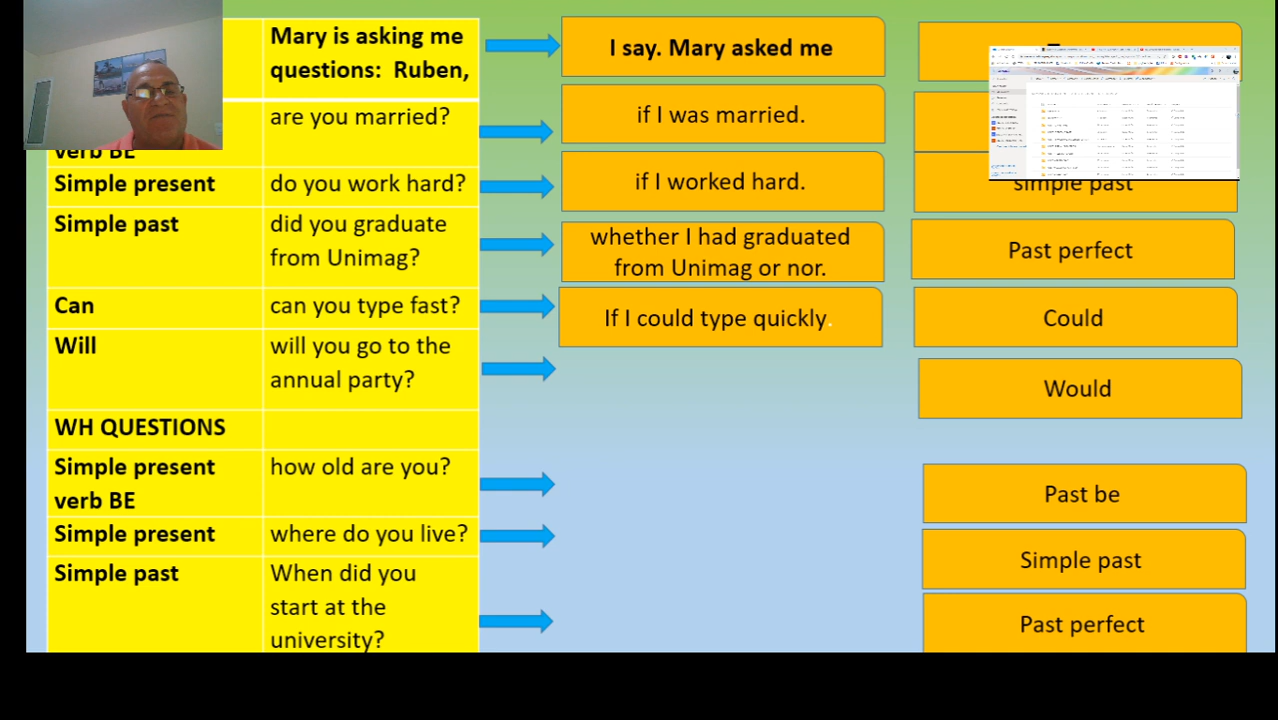 Mary is asking me
questions: Ruben,
I say. Mary asked me
are you married?
verb BE
if I was married.
Simple present
do you work hard?
if I worked hard.
simple past
Simple past
did you graduate
from Unimag?
whether I had graduated
from Unimag or nor.
Past perfect
Can
can you type fast?
If I could type quickly.
Could
Will
will you go to the
annual party?
Would
WH QUESTIONS
Simple present
verb BE
how old are you?
Past be
Simple present
where do you live?
Simple past
Simple past
When did you
start at the
university?
Past perfect